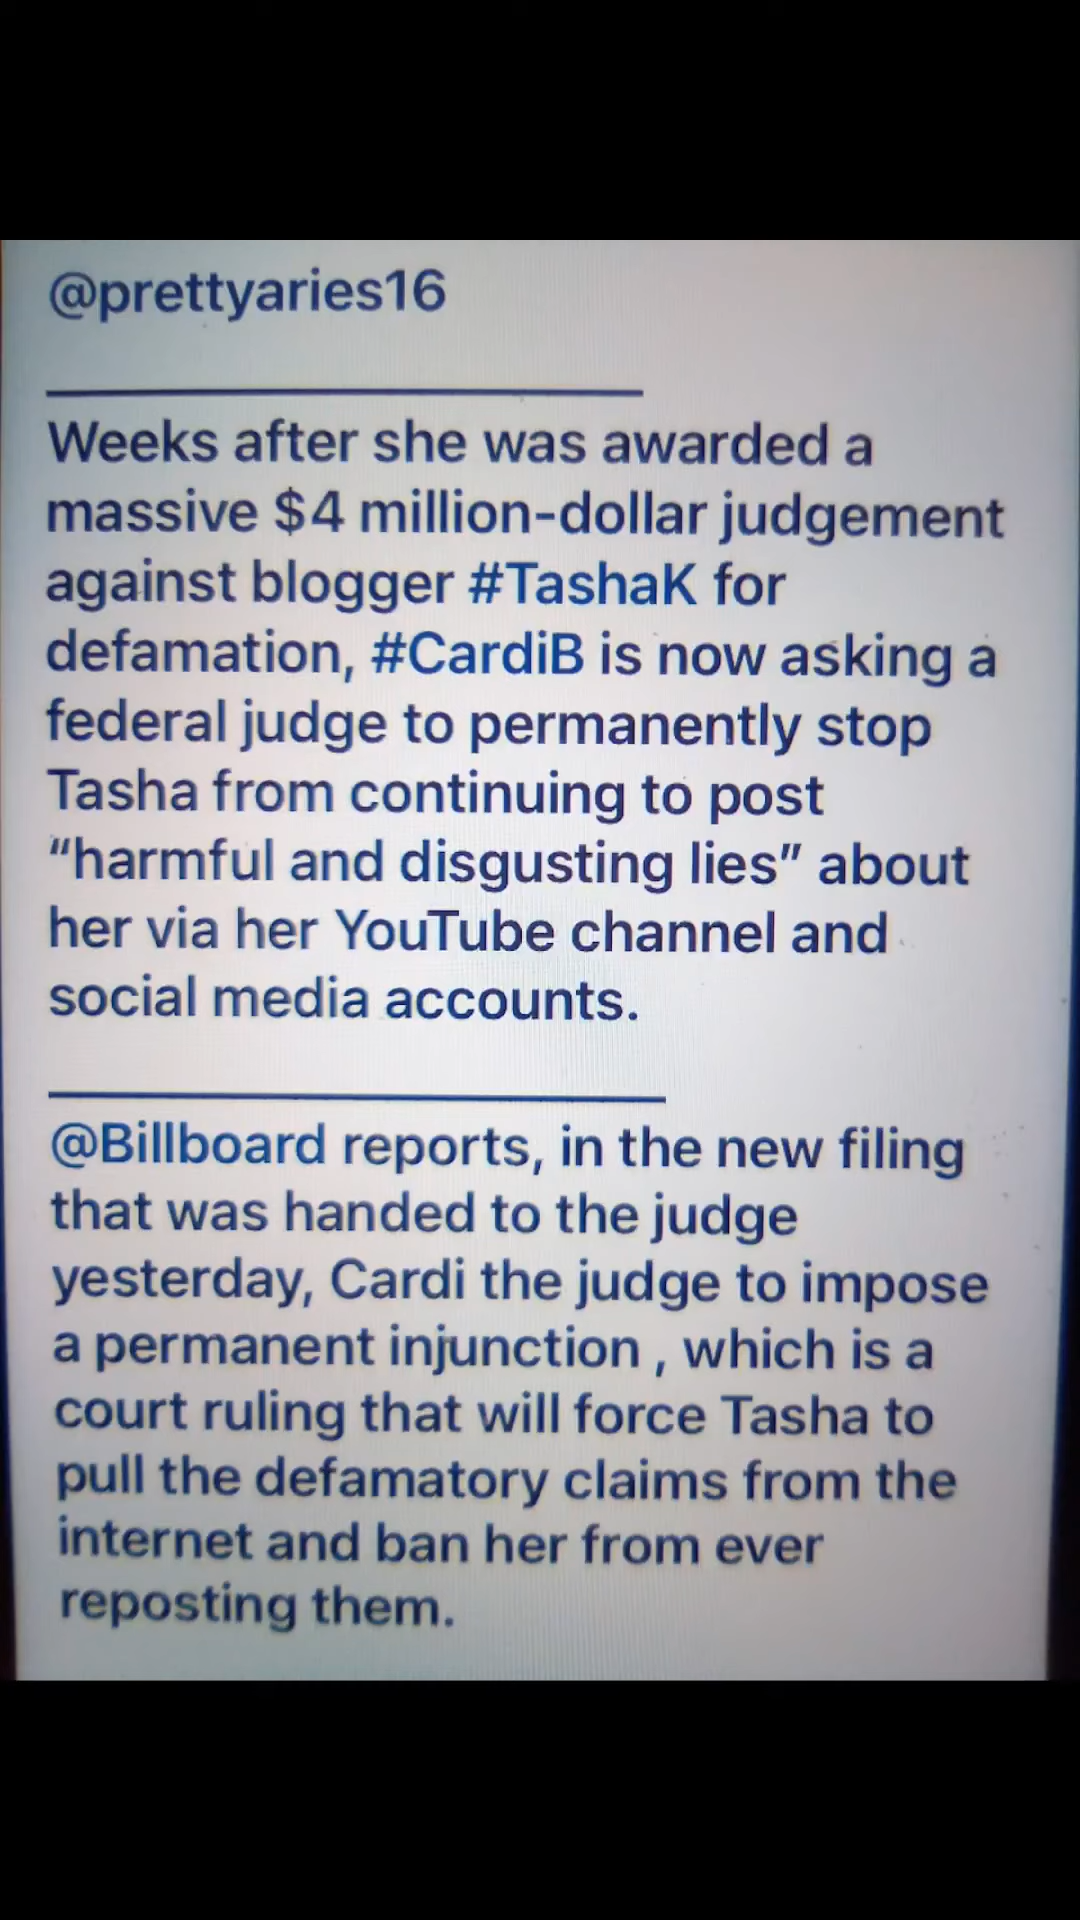 @prettyaries16
Weeks after she was awarded a
massive $4 million-dollar judgement
against blogger #TashaK for
defamation, #CardiB is now asking a
federal judge to permanently stop
Tasha from continuing to post
“harmful and disgusting lies” about
her via her YouTube channel and
social media accounts.
@Billboard reports, in the new filing
that was handed to the judge
yesterday, Cardi the judge to impose
a permanent injunction , which is a
court ruling that will force Tasha to
pull the defamatory claims from the
internet and ban her from ever
reposting them.